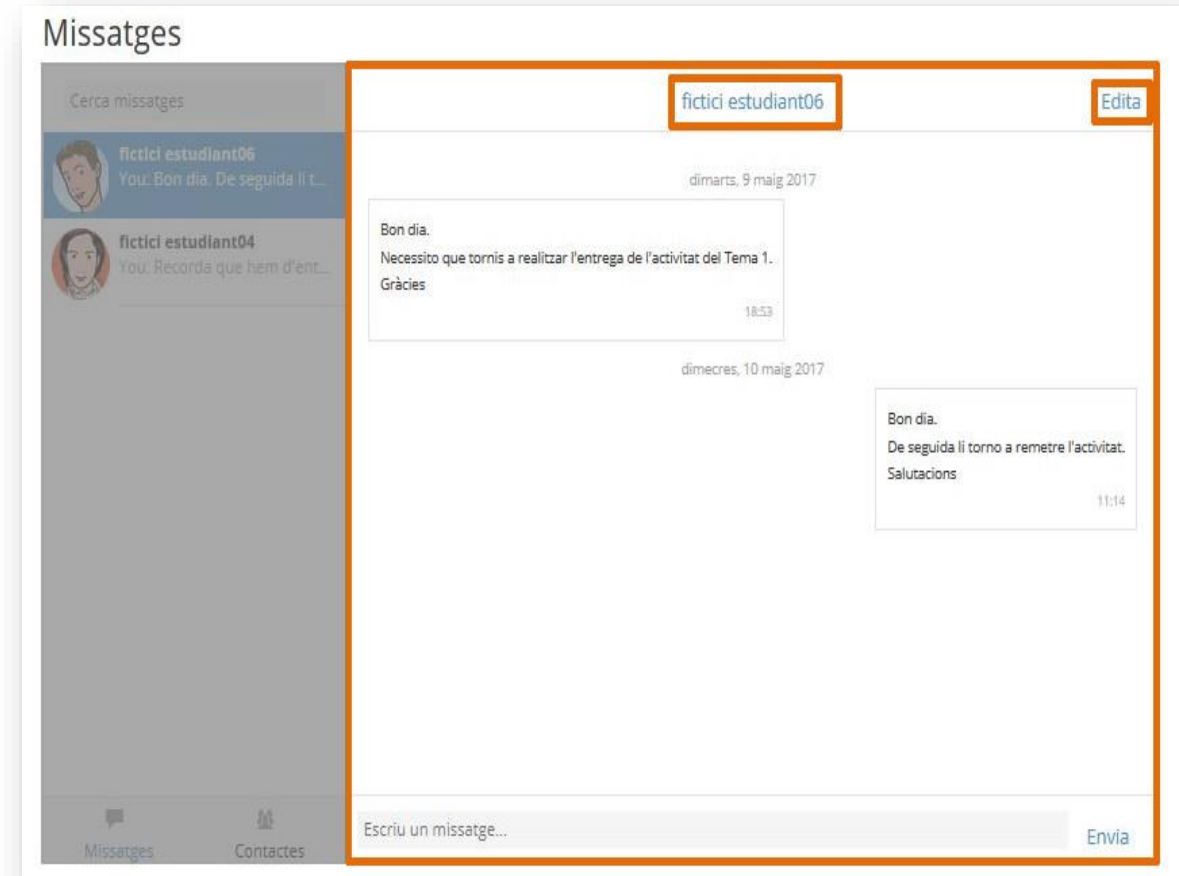 Missatges
Cerca missatges
fictici estudiant06
You: Bon dia. De seguida li t...
fictici estudiant04
You: Recorda que hem d'ent...
Missatges
Contactes
fictici estudiant06
Edita
dimarts, 9 maig 2017
Bon dia.
Necessito que tornis a realitzar l'entrega de l'activitat del Tema 1.
Gràcies
18:53
dimecres, 10 maig 2017
Bon dia.
De seguida li torno a remetre l'activitat.
Salutacions
11:14
Escriu un missatge...
Envia